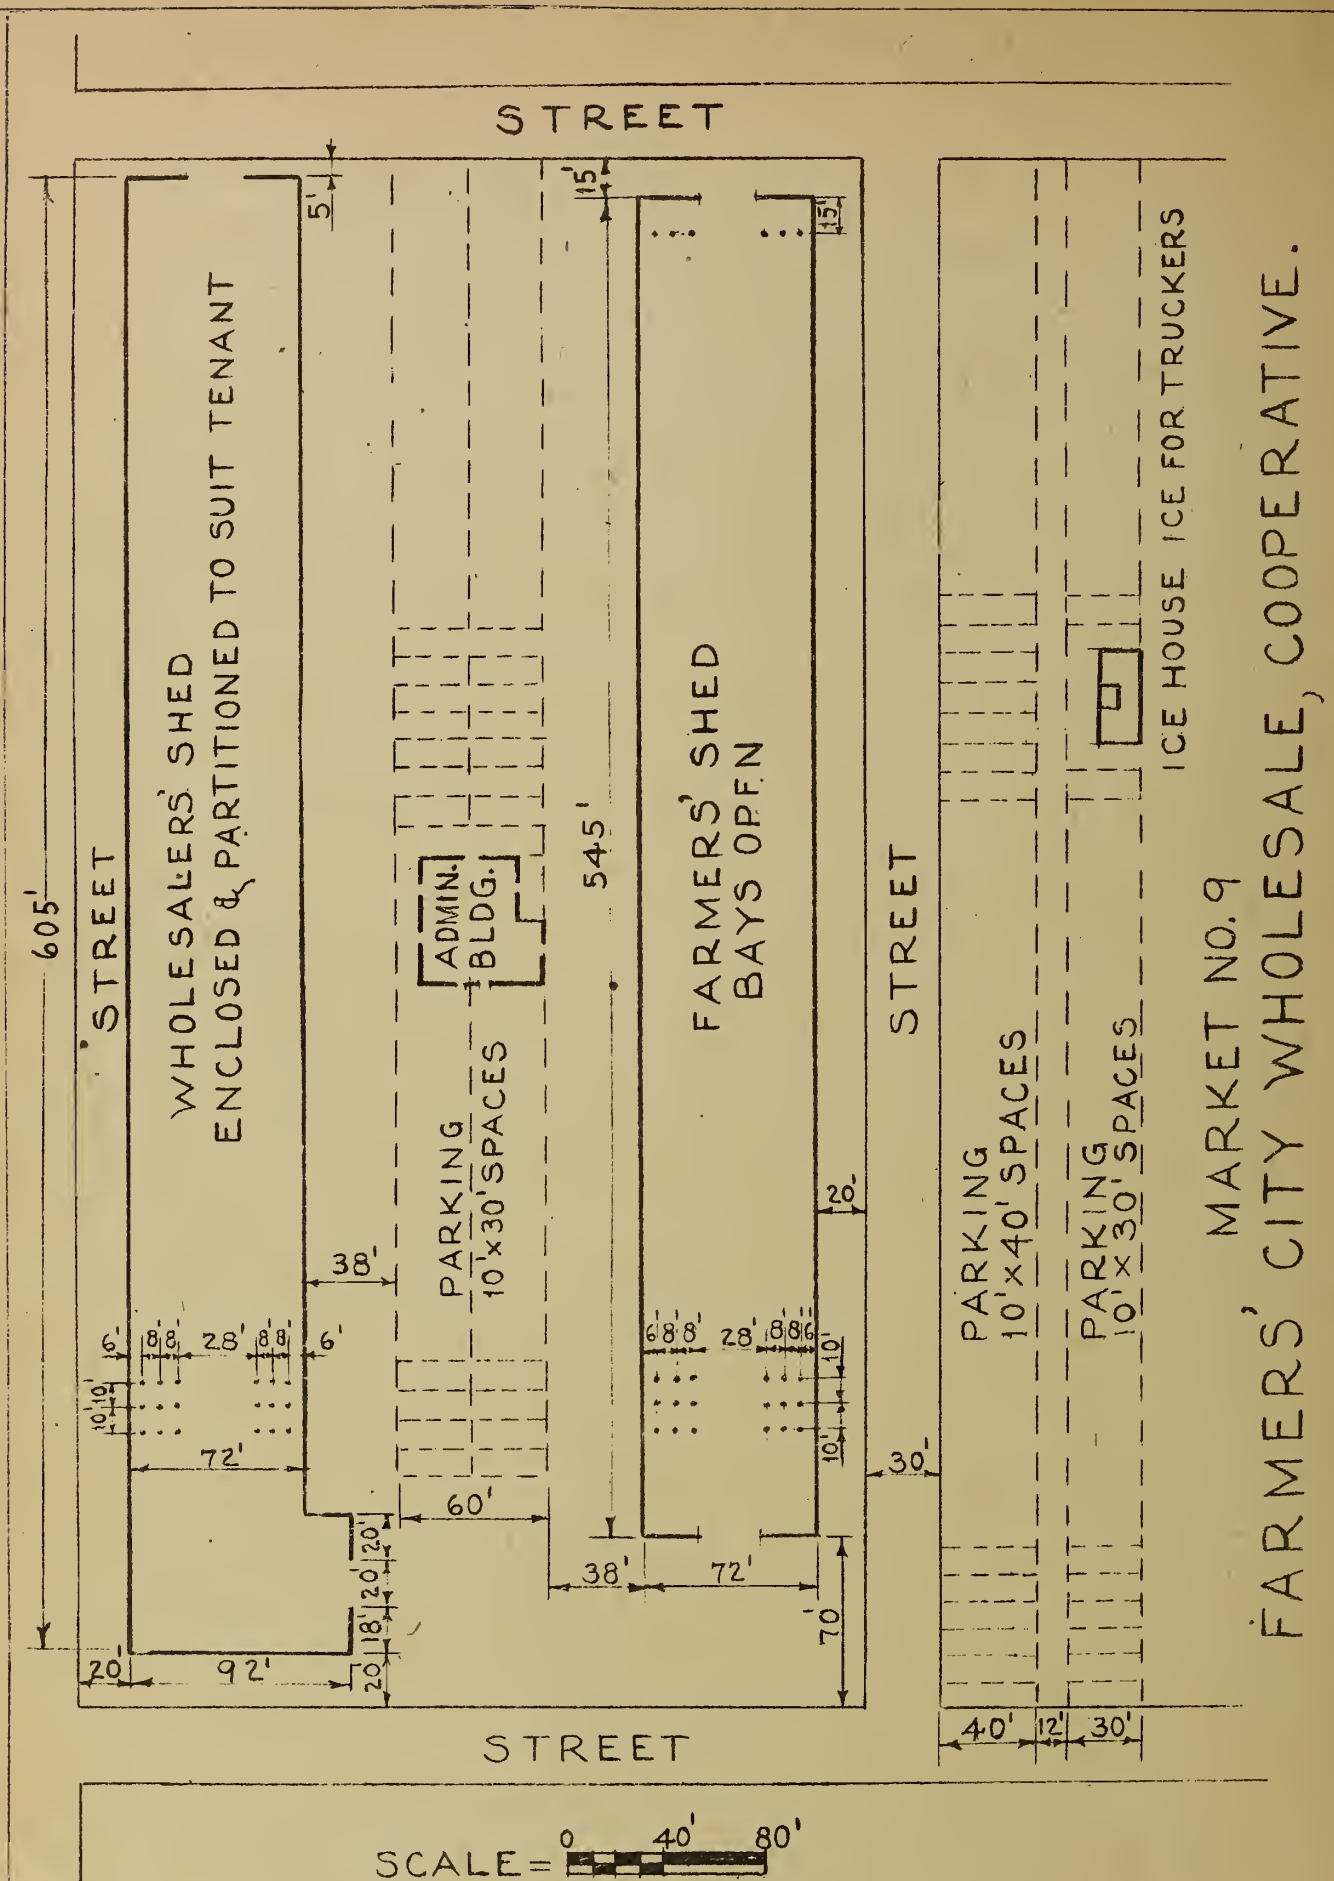 STREET
5'
15'
15'
605'
STREET
WHOLESALERS' SHED
ENCLOSED & PARTITIONED TO SUIT TENANT
ADMIN.
BLDG.
PARKING
10'x30' SPACES
545'
FARMERS' SHED
BAYS OPEN
STREET
20'
38'
6' 8' 8' 28' 8' 8' 6'
10' 10'
72'
6' 8' 8' 28' 8' 8' 6'
10'
10'
60'
30'
20'
20'
18'
20'
38'
72'
70'
20'
92'
PARKING
10'x40' SPACES
PARKING
10'x30' SPACES
ICE HOUSE ICE FOR TRUCKERS
40' 12' 30'
STREET
SCALE = 0 40' 80'
MARKET NO. 9
FARMERS' CITY WHOLESALE, COOPERATIVE.